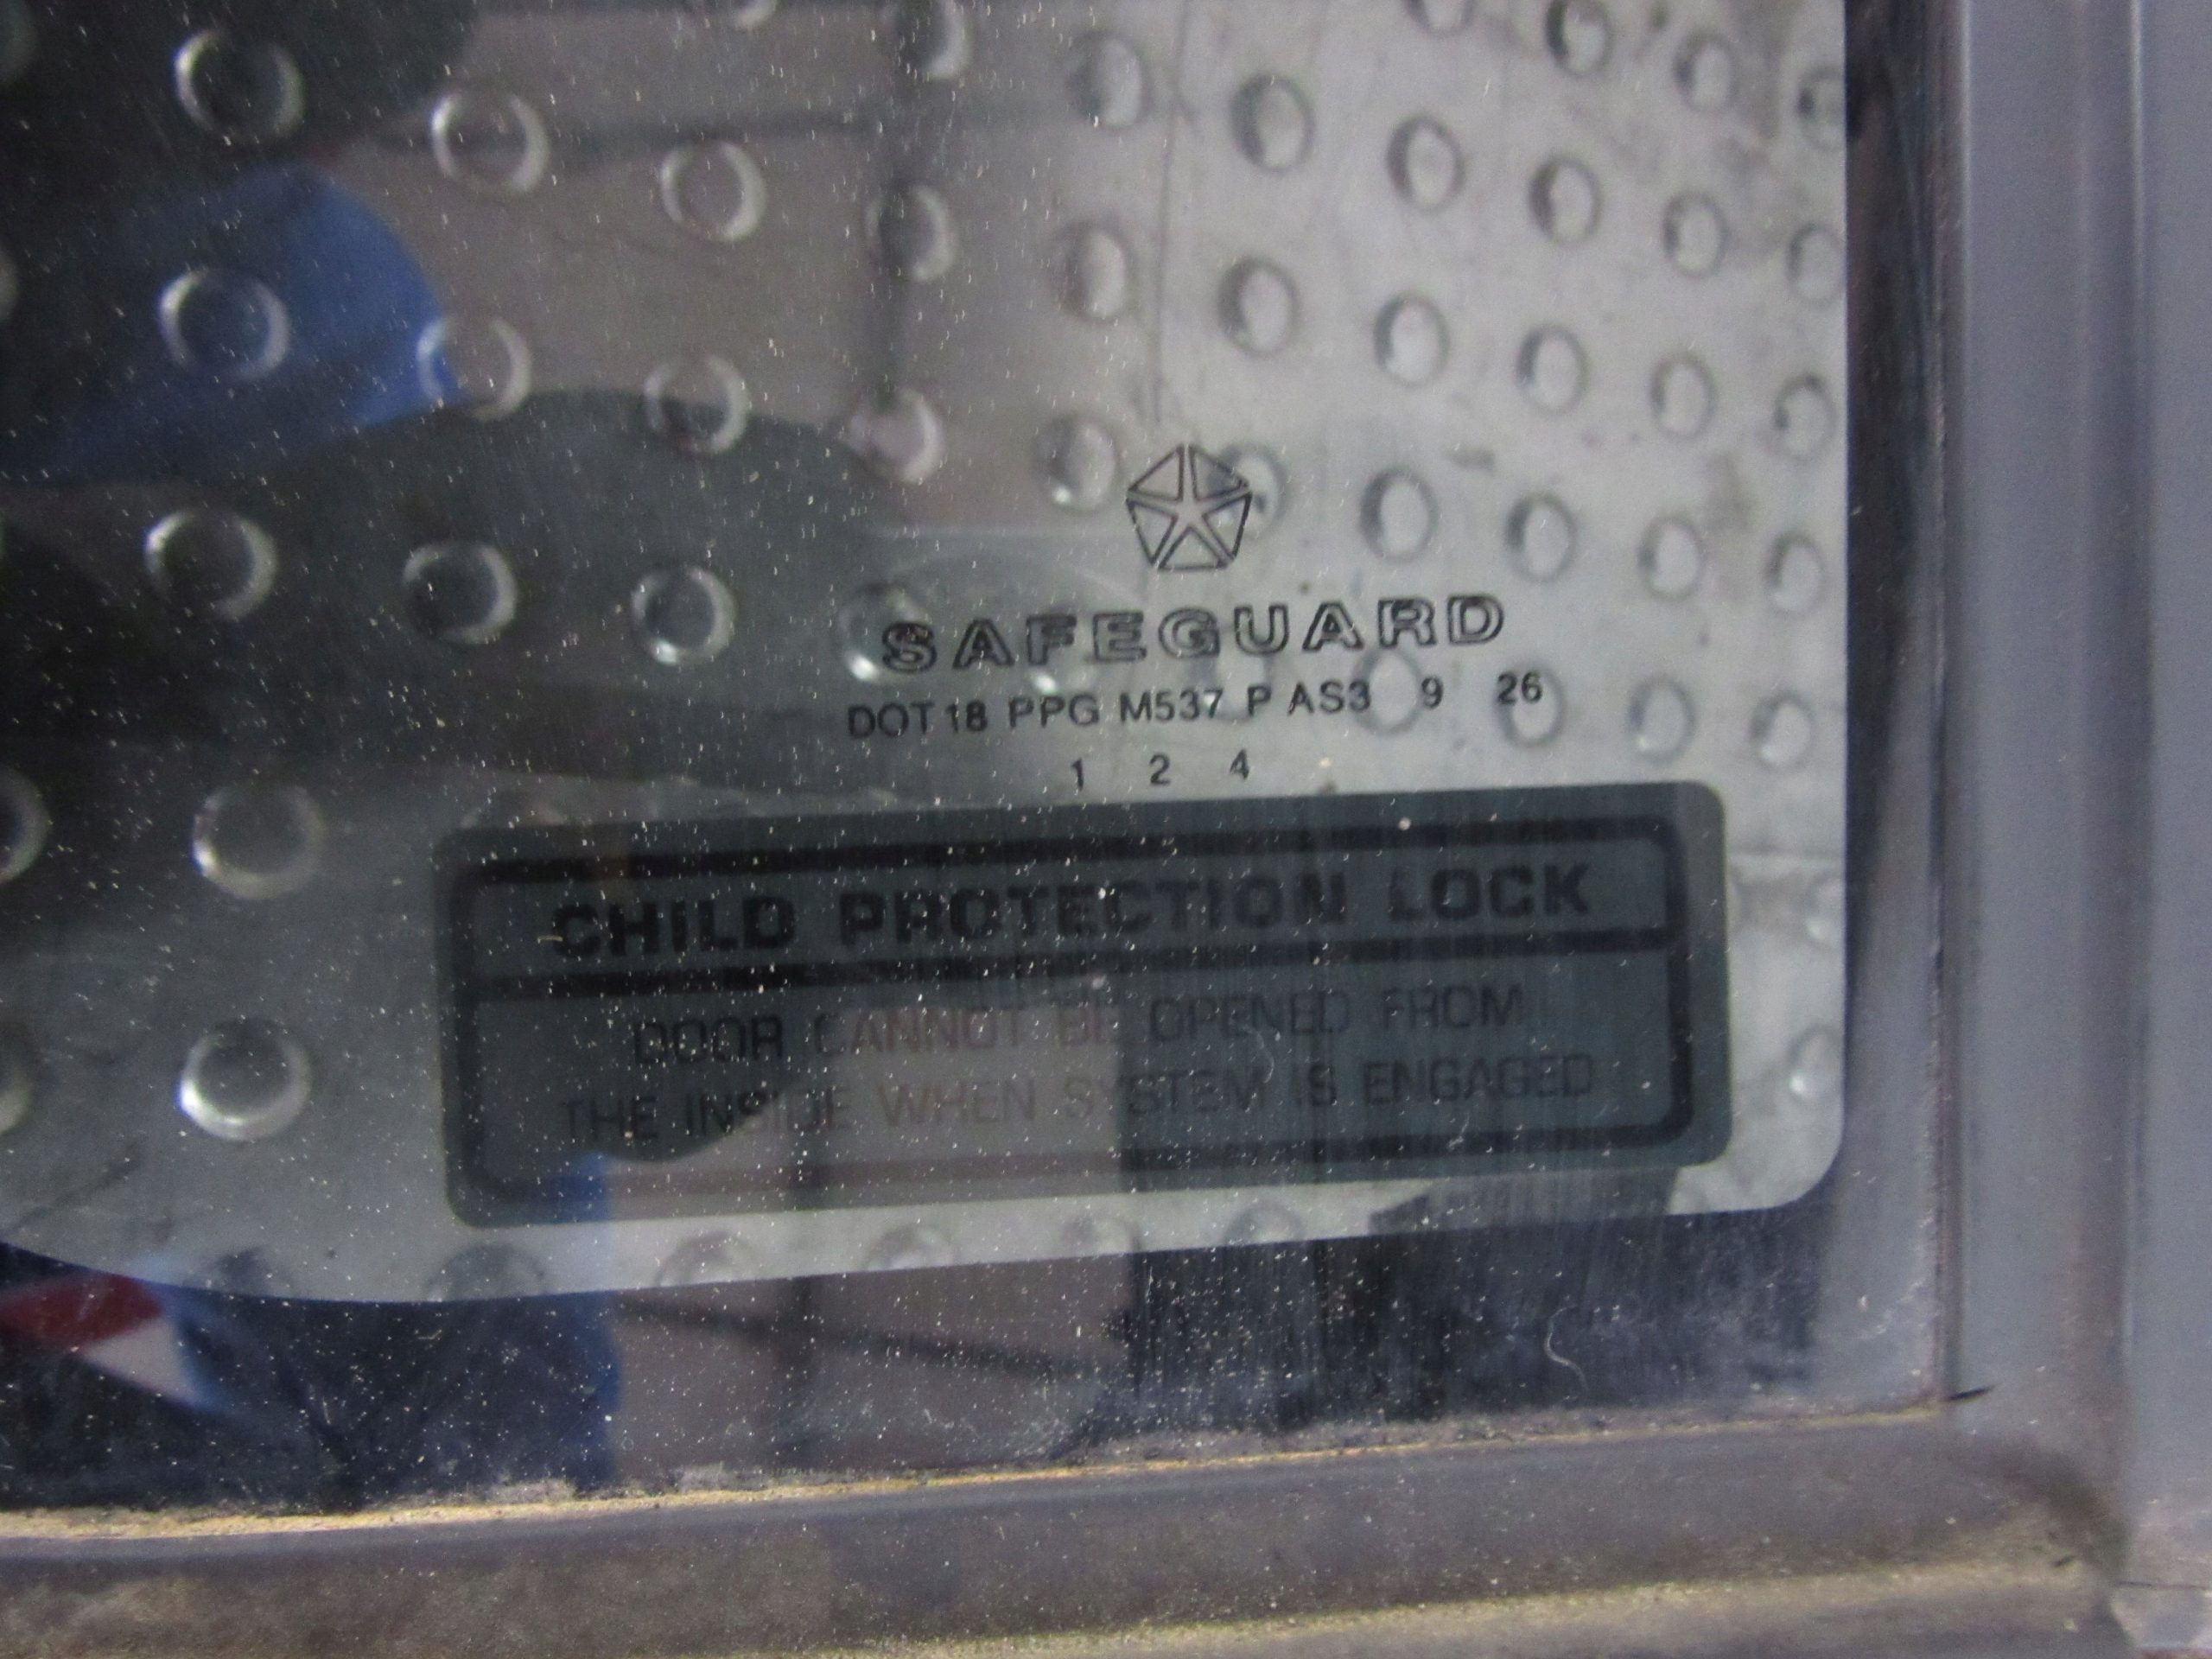 SAFEGUARD
DOT 18 PPG M537 P AS3 9 26
1 2 4
CHILD PROTECTION LOCK
DOOR CANNOT BE OPENED FROM
THE INSIDE WHEN SYSTEM IS ENGAGED